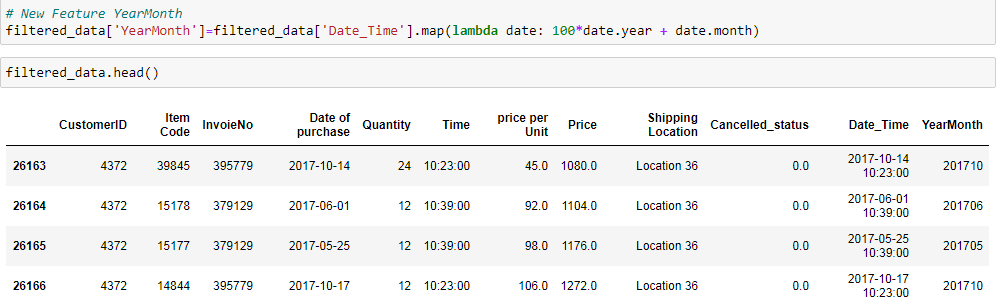 # New Feature YearMonth
filtered_data['YearMonth']=filtered_data['Date_Time'].map(lambda date: 100*date.year + date.month)
filtered_data.head()
CustomerID Item Code InvoieNo Date of purchase Quantity Time price per Unit Price Shipping Location Cancelled_status Date_Time YearMonth
26163 4372 39845 395779 2017-10-14 24 10:23:00 45.0 1080.0 Location 36 0.0 2017-10-14 10:23:00 201710
26164 4372 15178 379129 2017-06-01 12 10:39:00 92.0 1104.0 Location 36 0.0 2017-06-01 10:39:00 201706
26165 4372 15177 379129 2017-05-25 12 10:39:00 98.0 1176.0 Location 36 0.0 2017-05-25 10:39:00 201705
26166 4372 14844 395779 2017-10-17 12 10:23:00 106.0 1272.0 Location 36 0.0 2017-10-17 10:23:00 201710